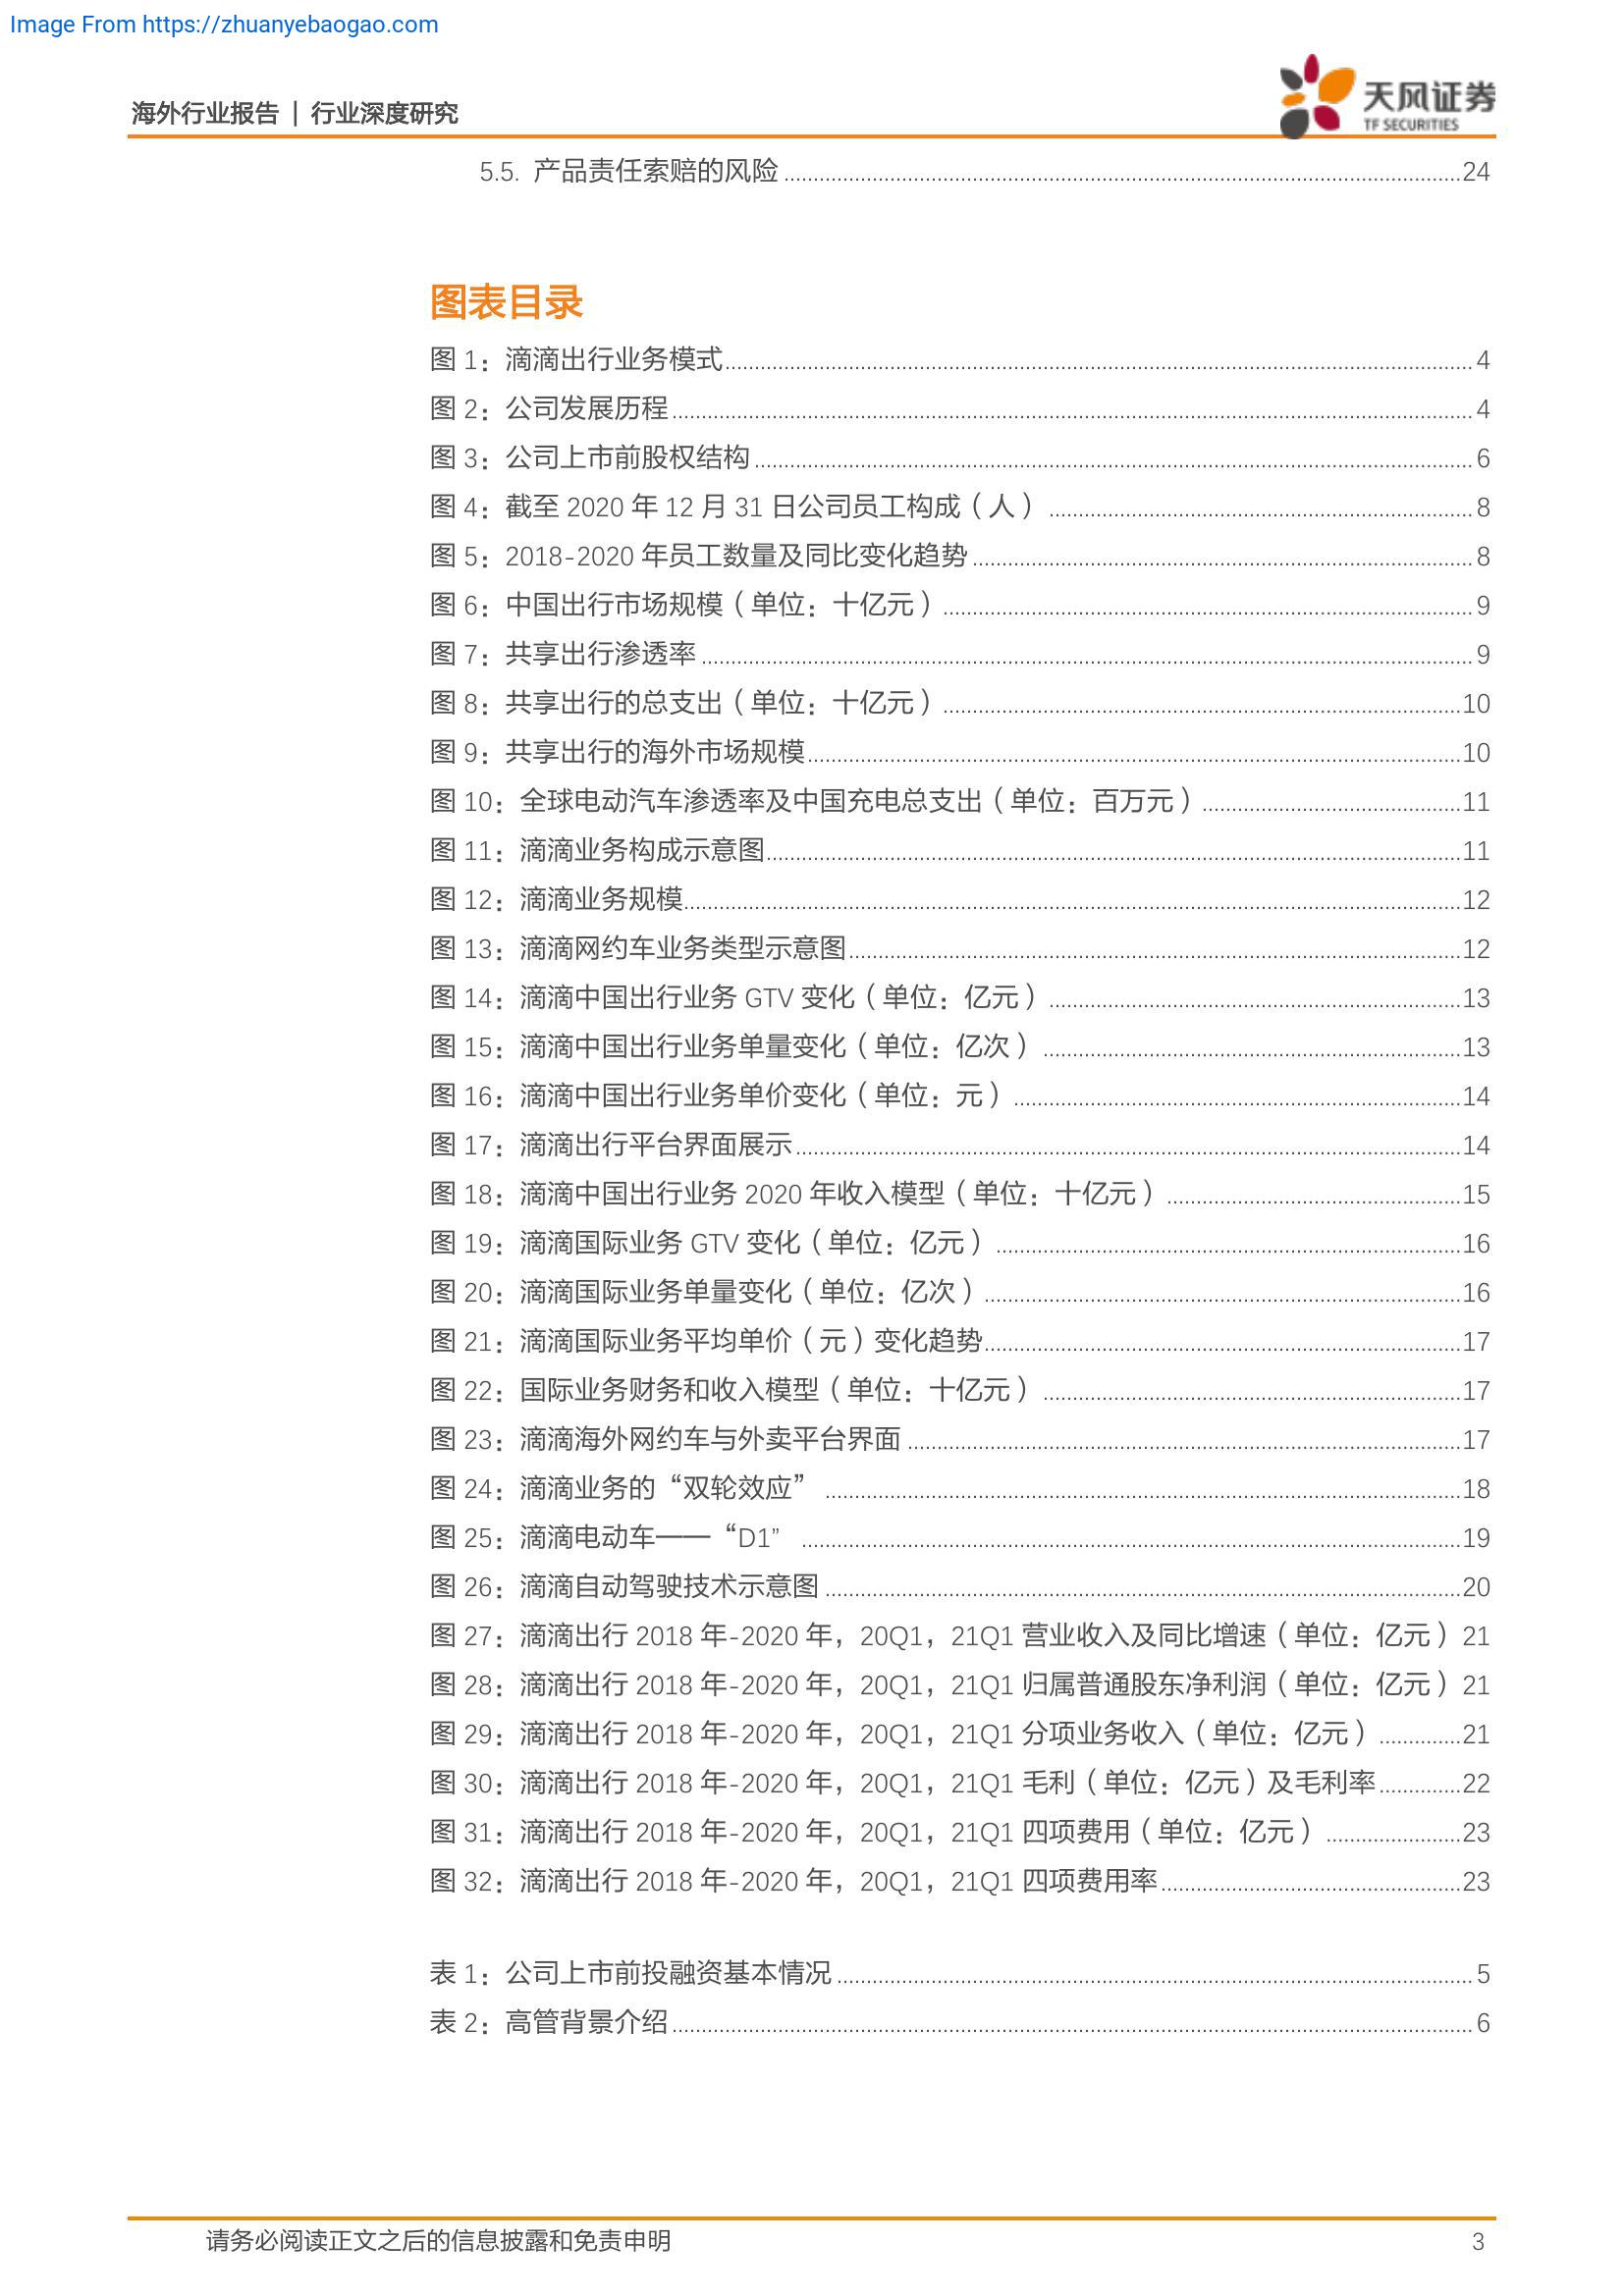 Image From https://zhuanyebaogao.com
海外行业报告 | 行业深度研究
天风证券
TF SECURITIES
5.5. 产品责任索赔的风险 24
图表目录
图 1：滴滴出行业务模式 4
图 2：公司发展历程 4
图 3：公司上市前股权结构 6
图 4：截至 2020 年 12 月 31 日公司员工构成（人） 8
图 5：2018-2020 年员工数量及同比变化趋势 8
图 6：中国出行市场规模（单位：十亿元） 9
图 7：共享出行渗透率 9
图 8：共享出行的总支出（单位：十亿元） 10
图 9：共享出行的海外市场规模 10
图 10：全球电动汽车渗透率及中国充电总支出（单位：百万元） 11
图 11：滴滴业务构成示意图 11
图 12：滴滴业务规模 12
图 13：滴滴网约车业务类型示意图 12
图 14：滴滴中国出行业务 GTV 变化（单位：亿元） 13
图 15：滴滴中国出行业务单量变化（单位：亿次） 13
图 16：滴滴中国出行业务单价变化（单位：元） 14
图 17：滴滴出行平台界面展示 14
图 18：滴滴中国出行业务 2020 年收入模型（单位：十亿元） 15
图 19：滴滴国际业务 GTV 变化（单位：亿元） 16
图 20：滴滴国际业务单量变化（单位：亿次） 16
图 21：滴滴国际业务平均单价（元）变化趋势 17
图 22：国际业务财务和收入模型（单位：十亿元） 17
图 23：滴滴海外网约车与外卖平台界面 17
图 24：滴滴业务的“双轮效应” 18
图 25：滴滴电动车——“D1” 19
图 26：滴滴自动驾驶技术示意图 20
图 27：滴滴出行 2018 年-2020 年，20Q1，21Q1 营业收入及同比增速（单位：亿元） 21
图 28：滴滴出行 2018 年-2020 年，20Q1，21Q1 归属普通股东净利润（单位：亿元） 21
图 29：滴滴出行 2018 年-2020 年，20Q1，21Q1 分项业务收入（单位：亿元） 21
图 30：滴滴出行 2018 年-2020 年，20Q1，21Q1 毛利（单位：亿元）及毛利率 22
图 31：滴滴出行 2018 年-2020 年，20Q1，21Q1 四项费用（单位：亿元） 23
图 32：滴滴出行 2018 年-2020 年，20Q1，21Q1 四项费用率 23
表 1：公司上市前投融资基本情况 5
表 2：高管背景介绍 6
请务必阅读正文之后的信息披露和免责申明 3